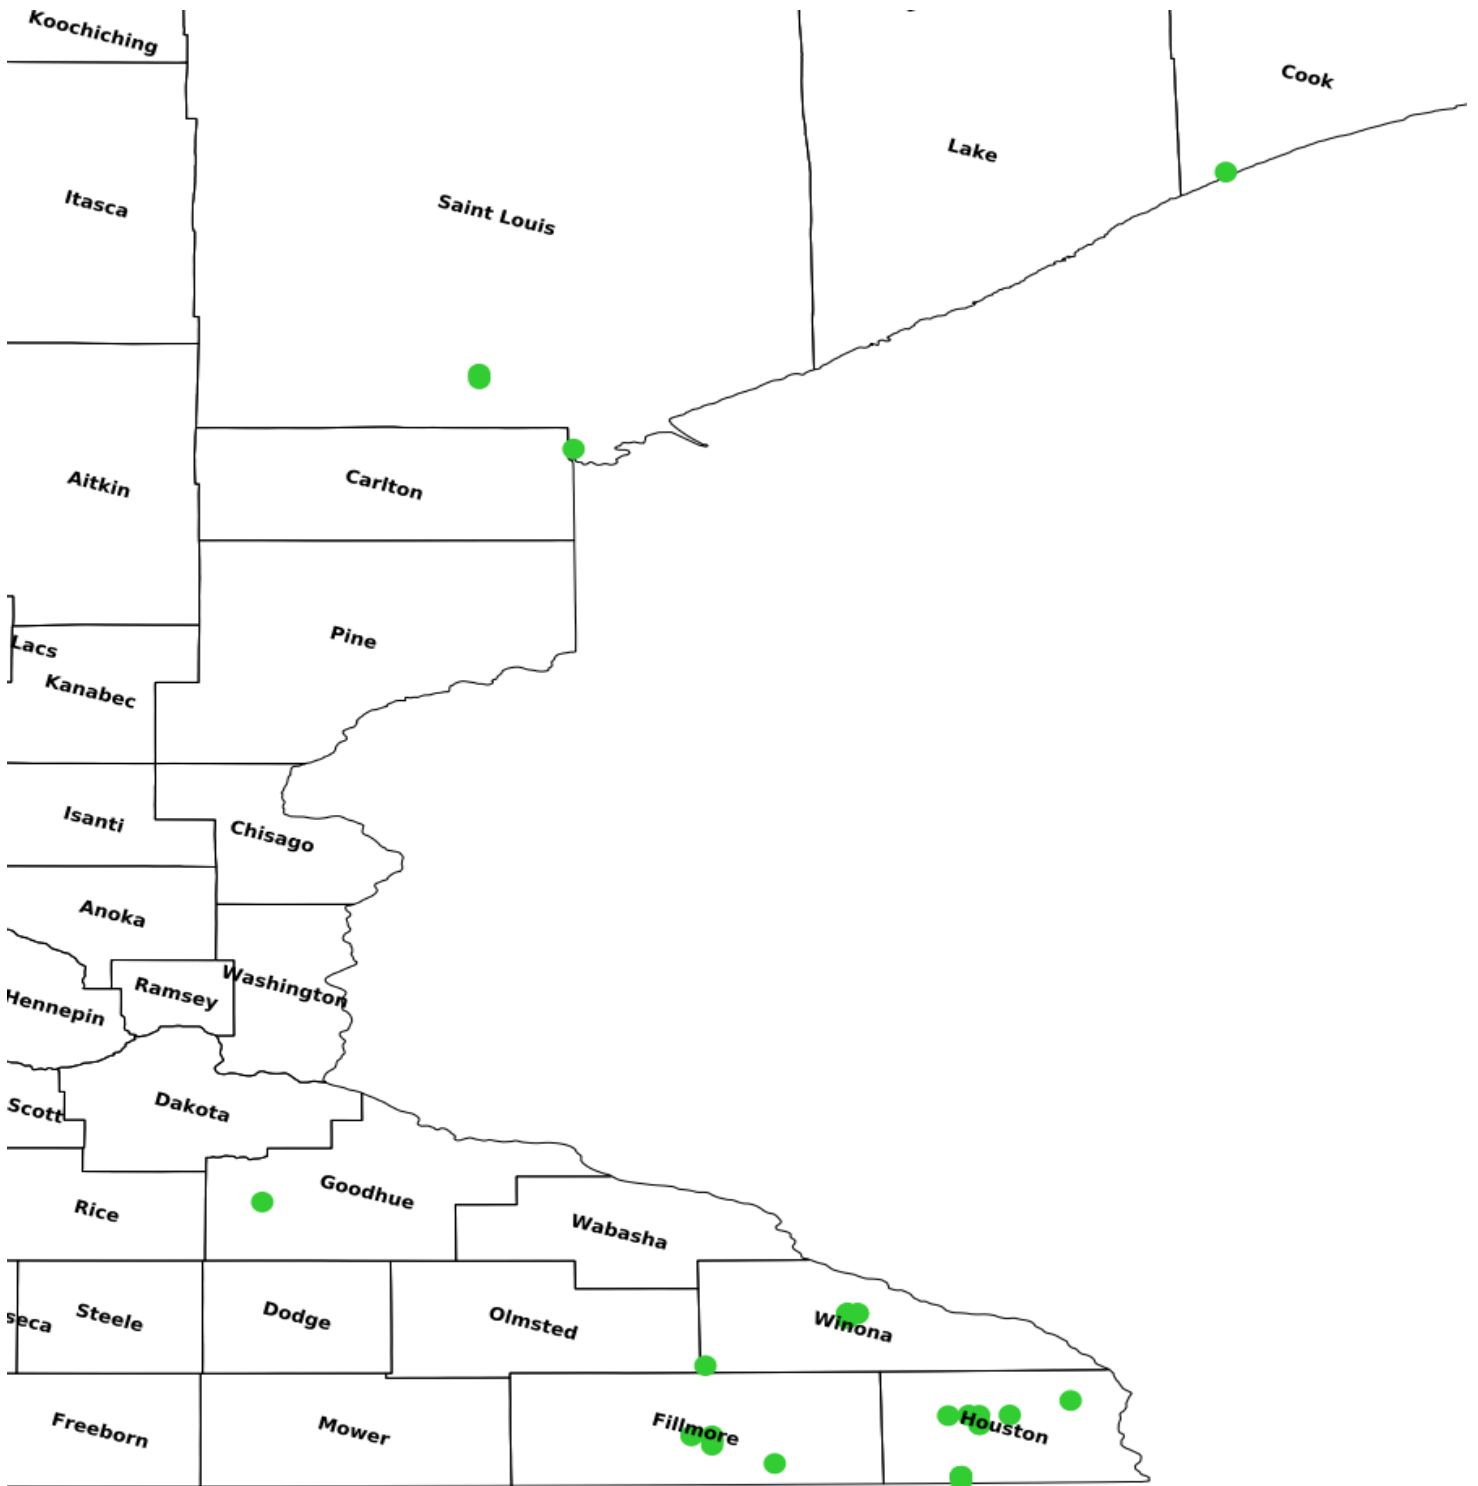 Koochiching
Cook
Lake
Itasca
Saint Louis
Aitkin
Carlton
Pine
Lacs
Kanabec
Isanti
Chisago
Anoka
Washington
Ramsey
Hennepin
Dakota
Scott
Goodhue
Rice
Wabasha
seca
Steele
Dodge
Olmsted
Winona
Freeborn
Mower
Fillmore
Houston